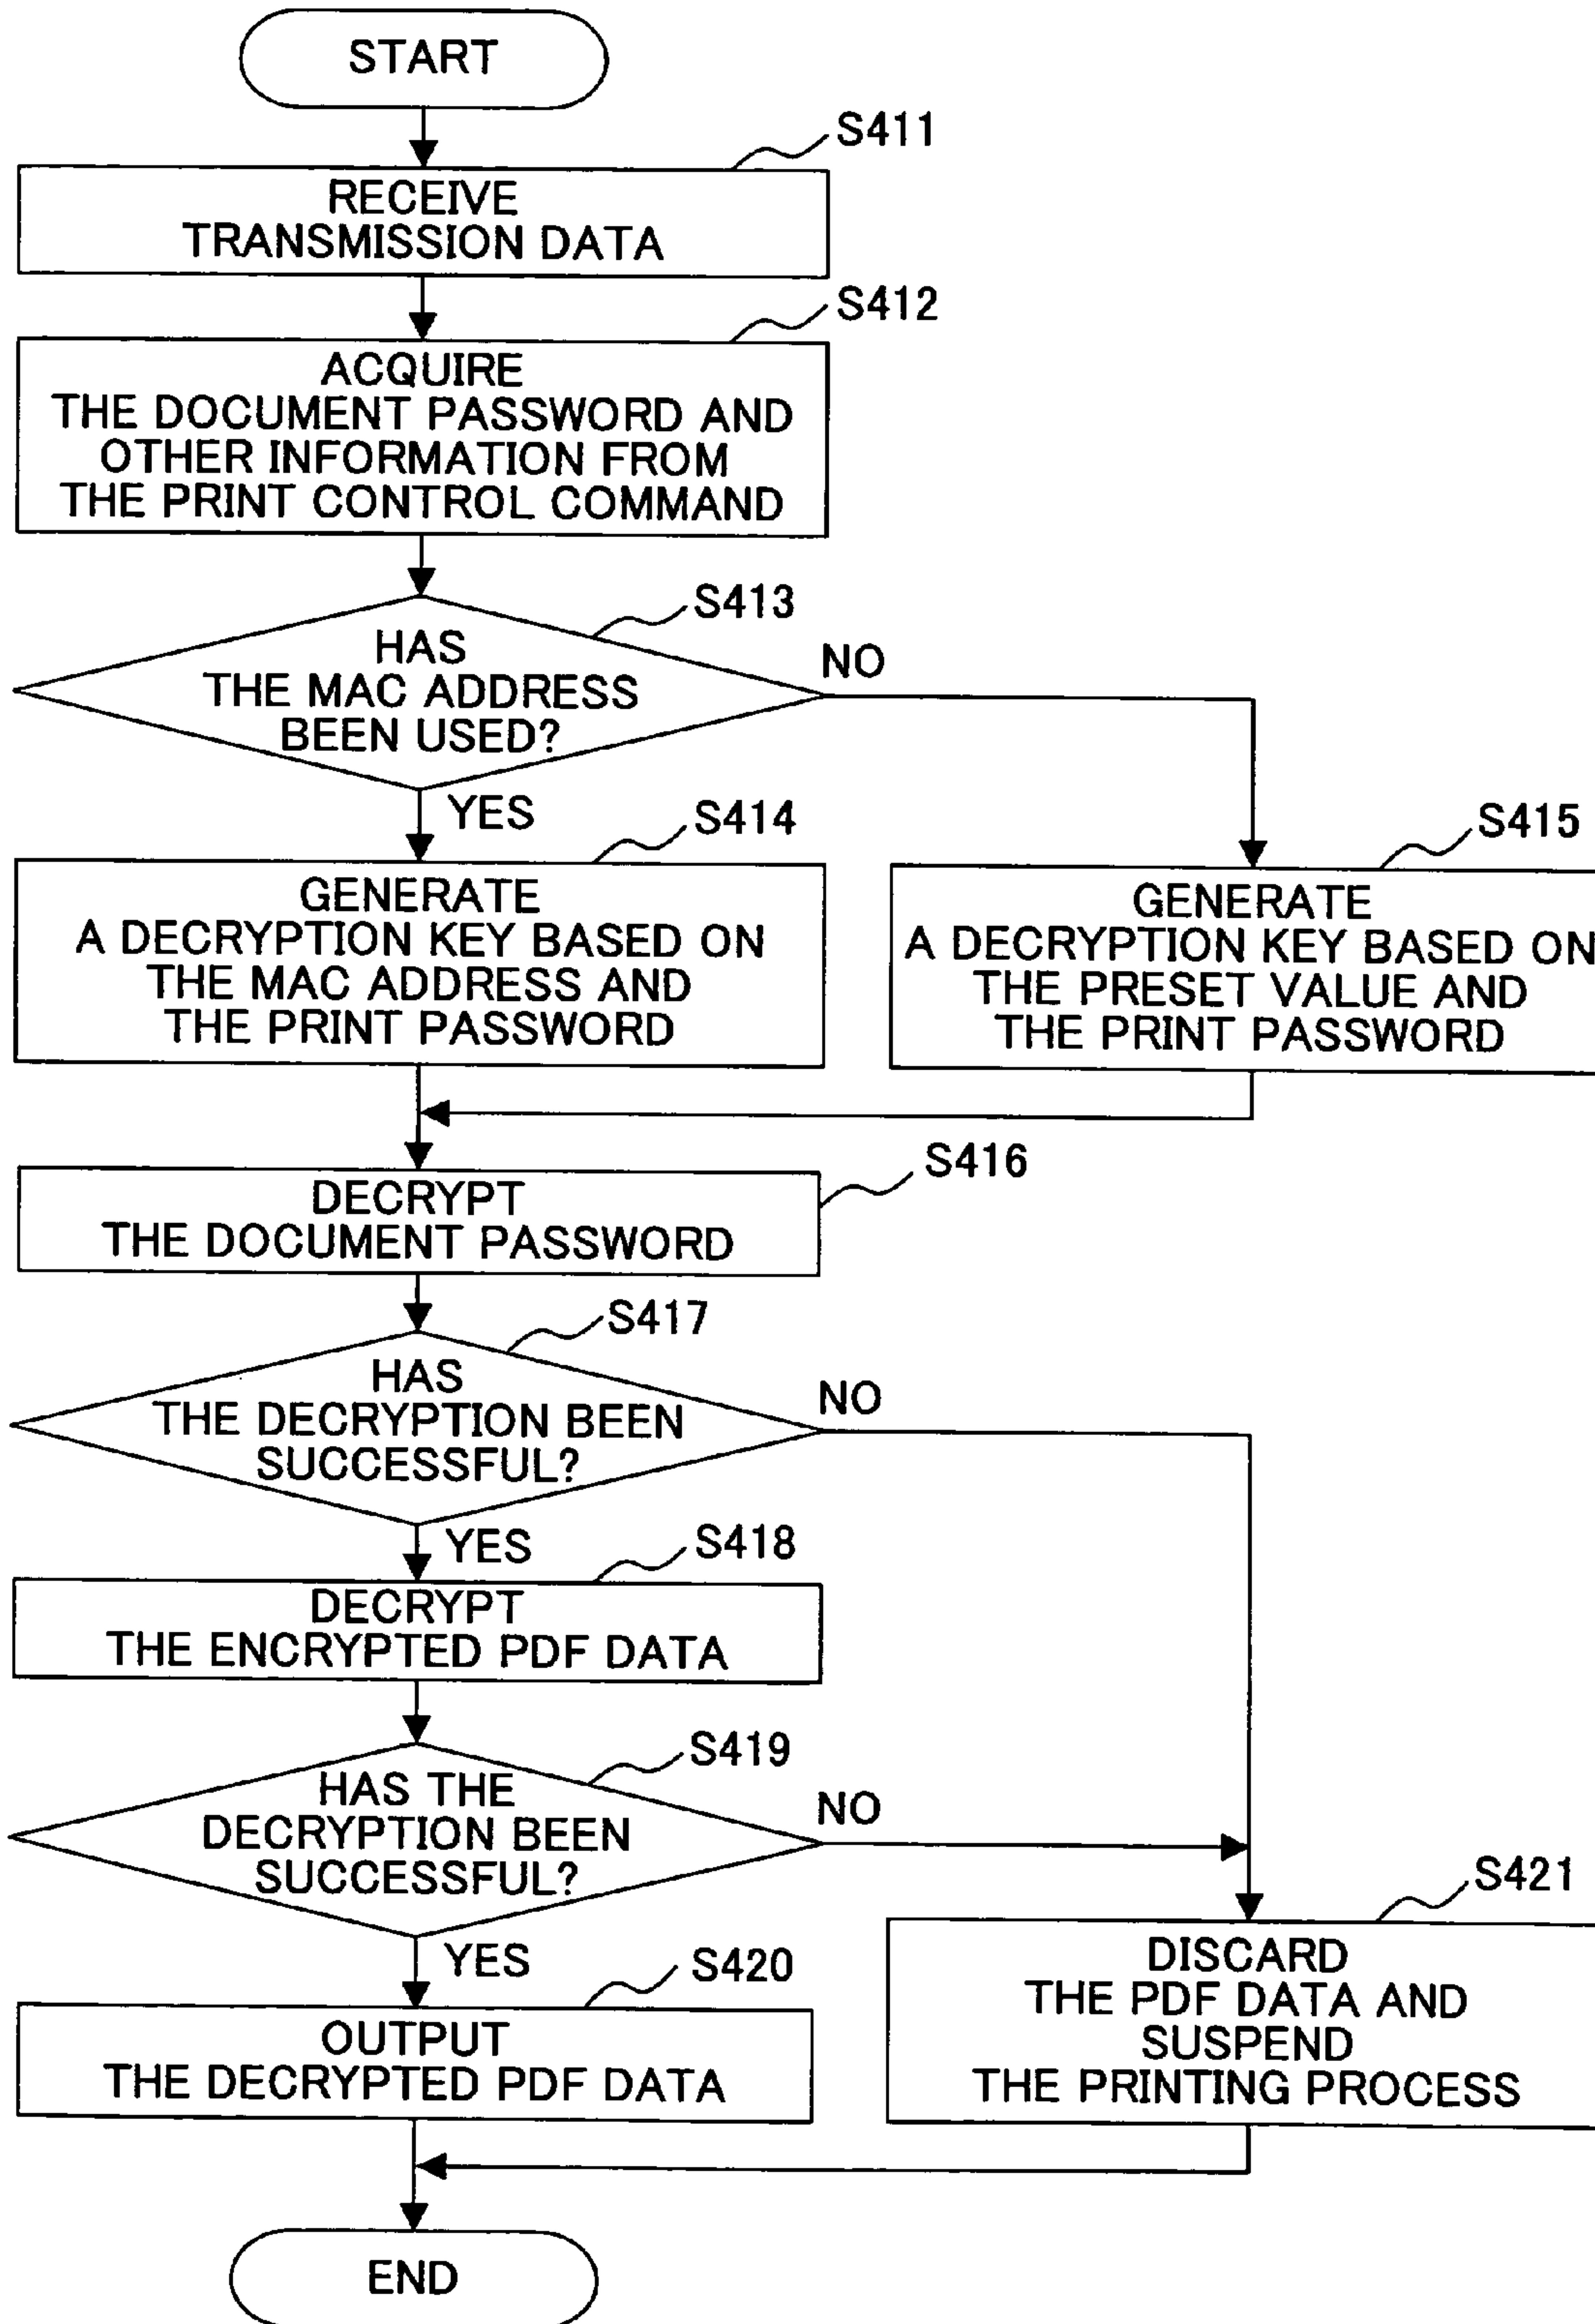 START
S411
RECEIVE
TRANSMISSION DATA
S412
ACQUIRE
THE DOCUMENT PASSWORD AND
OTHER INFORMATION FROM
THE PRINT CONTROL COMMAND
S413
HAS
THE MAC ADDRESS
BEEN USED?
NO
YES
S414
GENERATE
A DECRYPTION KEY BASED ON
THE MAC ADDRESS AND
THE PRINT PASSWORD
S415
GENERATE
A DECRYPTION KEY BASED ON
THE PRESET VALUE AND
THE PRINT PASSWORD
S416
DECRYPT
THE DOCUMENT PASSWORD
S417
HAS
THE DECRYPTION BEEN
SUCCESSFUL?
NO
YES
S418
DECRYPT
THE ENCRYPTED PDF DATA
S419
HAS THE
DECRYPTION BEEN
SUCCESSFUL?
NO
YES
S420
OUTPUT
THE DECRYPTED PDF DATA
S421
DISCARD
THE PDF DATA AND
SUSPEND
THE PRINTING PROCESS
END